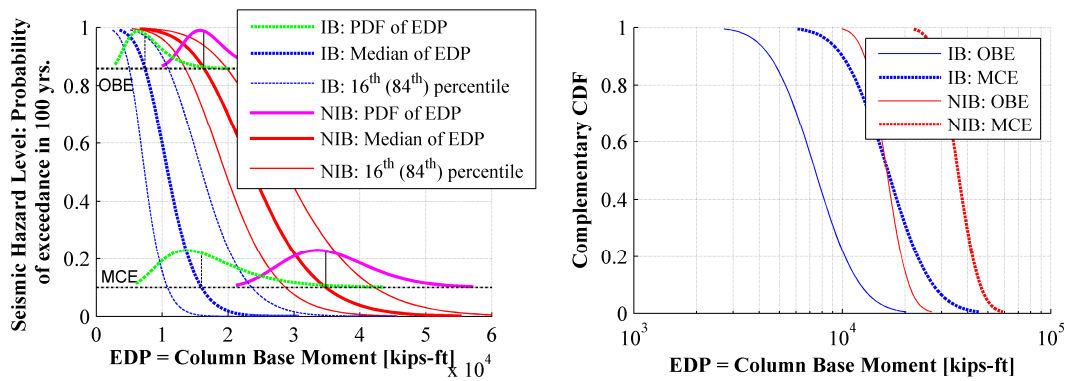 Seismic Hazard Level: Probability
of exceedance in 100 yrs.
1
0.8
0.6
0.4
0.2
0
OBE
MCE
IB: PDF of EDP
IB: Median of EDP
IB: 16th (84th) percentile
NIB: PDF of EDP
NIB: Median of EDP
NIB: 16th (84th) percentile
0 1 2 3 4 5 6
EDP = Column Base Moment [kips-ft]
x 10^4
Complementary CDF
1
0.8
0.6
0.4
0.2
0
IB: OBE
IB: MCE
NIB: OBE
NIB: MCE
10^3 10^4 10^5
EDP = Column Base Moment [kips-ft]